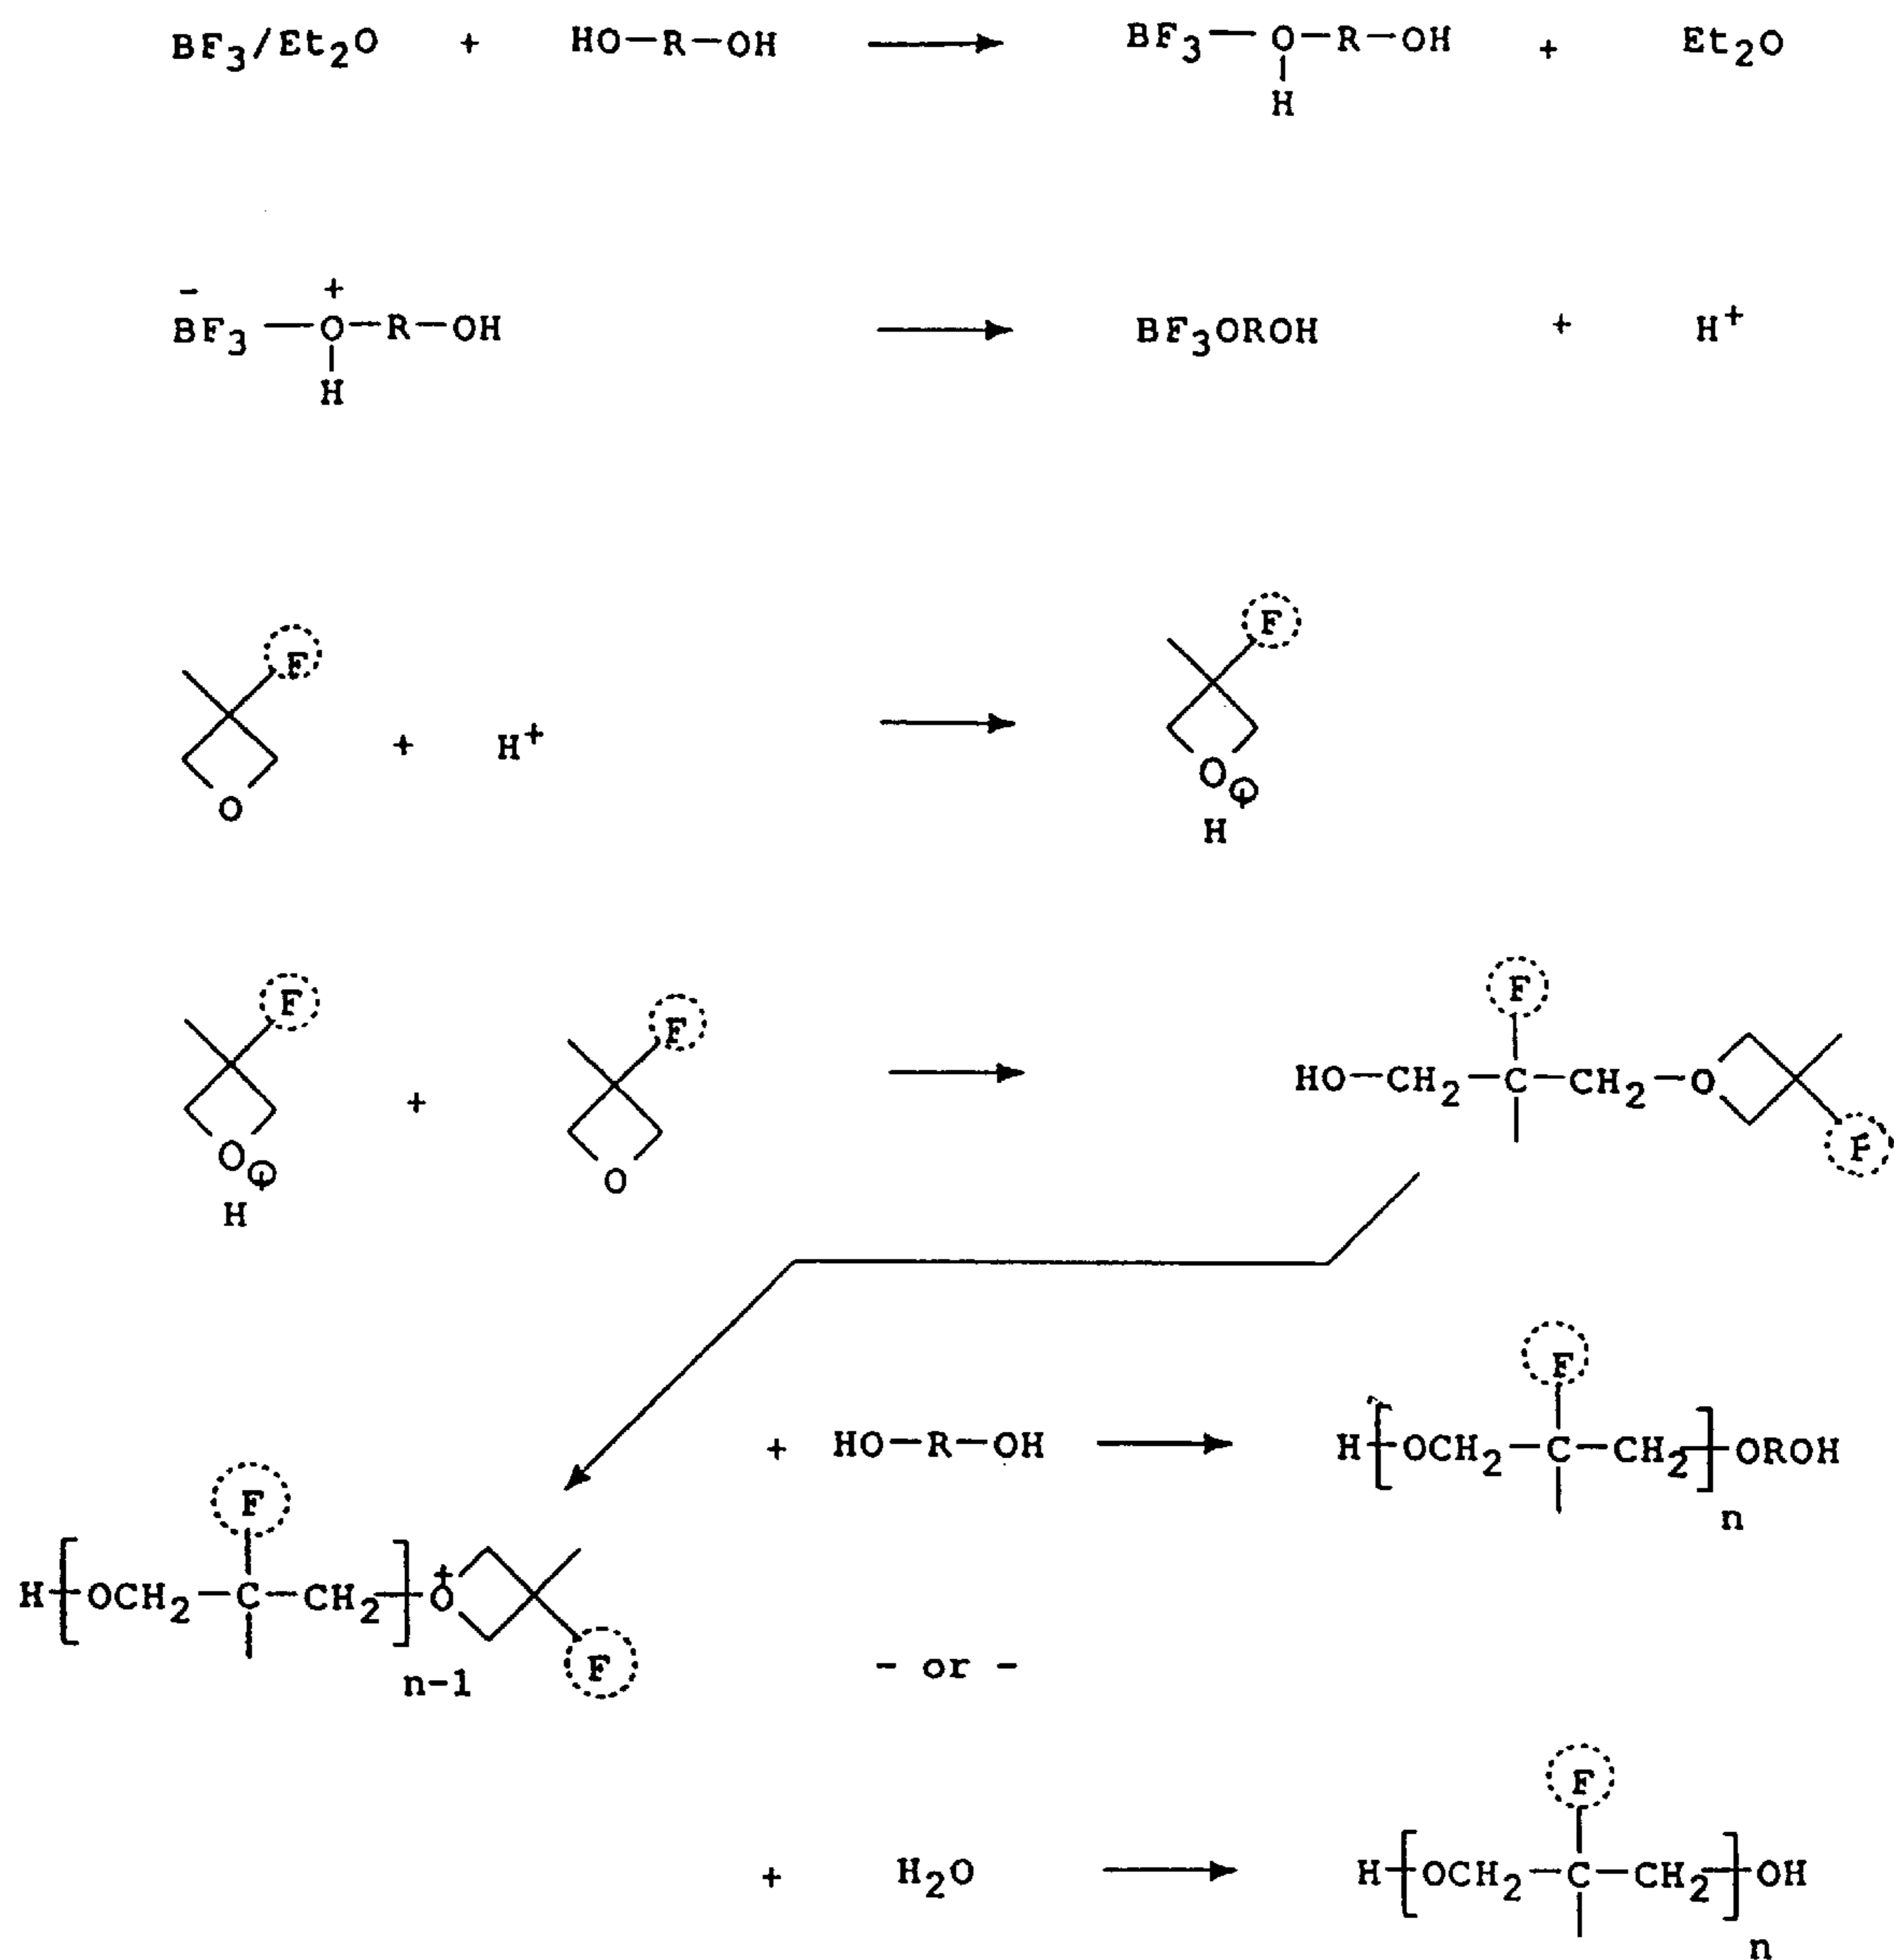 BF₃/Et₂O + HO—R—OH ⟶ BF₃—O—R—OH + Et₂O
H
- +
BF₃—O—R—OH ⟶ BF₃OROH + H⁺
H
F F
+ H⁺ ⟶
O O⊕
H
F F F
+ ⟶ HO—CH₂—C—CH₂—O
O⊕ O F
H
F
+ HO—R—OH ⟶ H[OCH₂—C—CH₂]OROH
n
F
H[OCH₂—C—CH₂]O+
n-1 F
- or -
F
+ H₂O ⟶ H[OCH₂—C—CH₂]OH
n